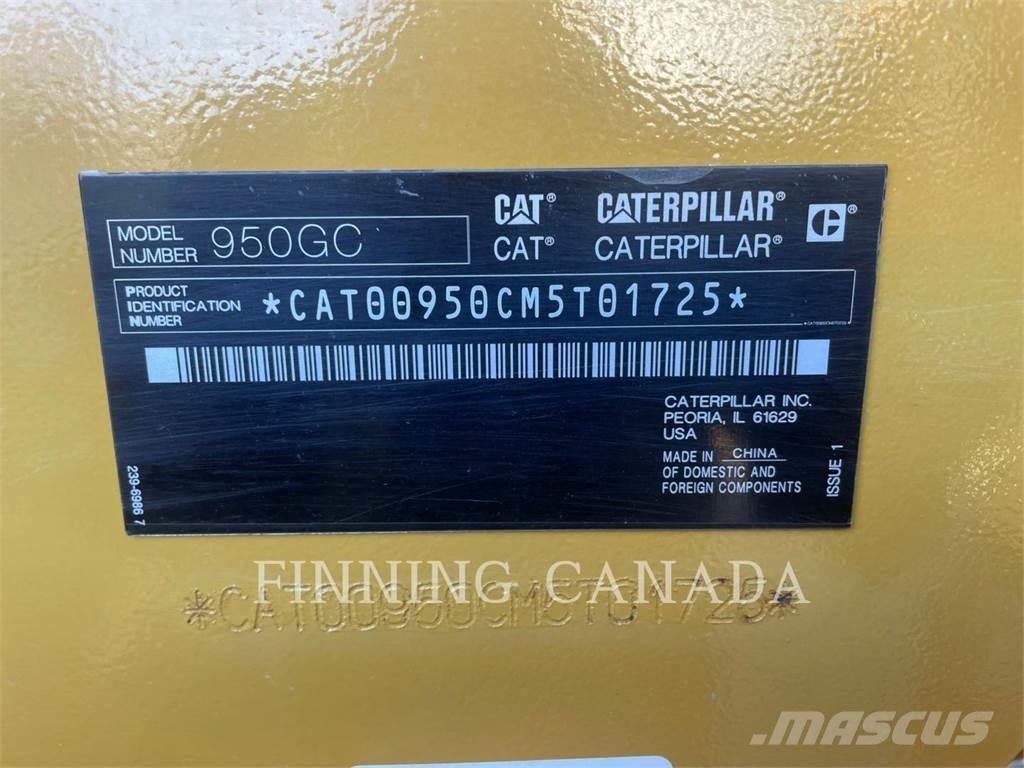 MODEL NUMBER 950GC
CAT® CATERPILLAR® ®
CAT® CATERPILLAR®
PRODUCT IDENTIFICATION NUMBER
*CAT00950CM5T01725*
CATERPILLAR INC.
PEORIA, IL 61629
USA
MADE IN CHINA
OF DOMESTIC AND
FOREIGN COMPONENTS
ISSUE 1
239-6986 7
FINNING CANADA
*CAT00950CM5T01725*
MASCUS